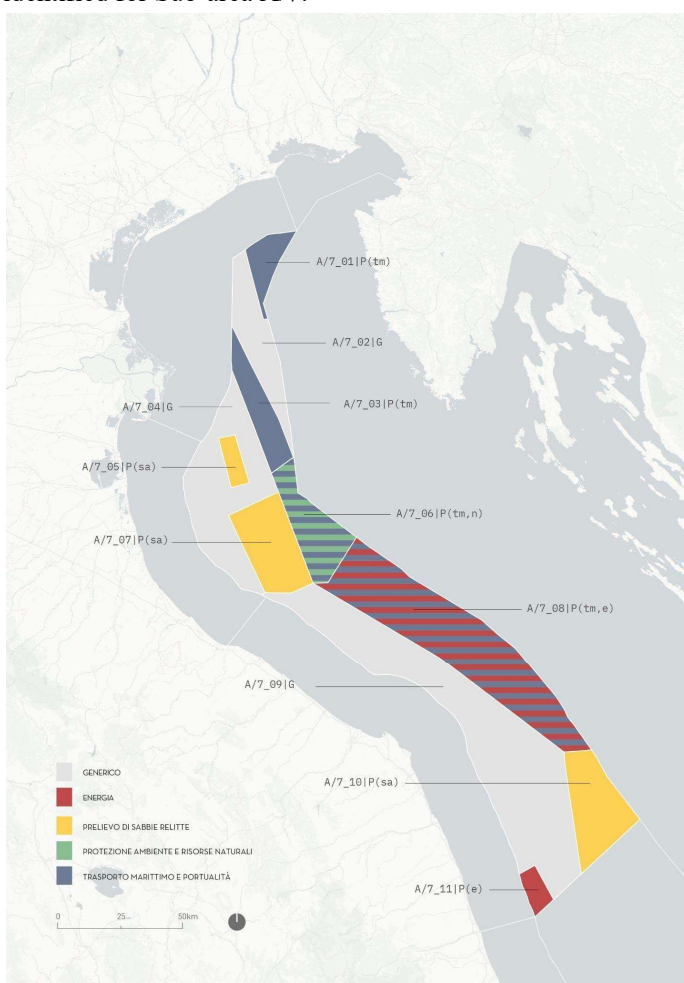 A/7_01|P(tm)
A/7_02|G
A/7_03|P(tm)
A/7_04|G
A/7_05|P(sa)
A/7_06|P(tm,n)
A/7_07|P(sa)
A/7_08|P(tm,e)
A/7_09|G
A/7_10|P(sa)
A/7_11|P(e)
GENERICO
ENERGIA
PRELIEVO DI SABBIE RELITTE
PROTEZIONE AMBIENTE E RISORSE NATURALI
TRASPORTO MARITTIMO E PORTUALITÀ
0 25 50km